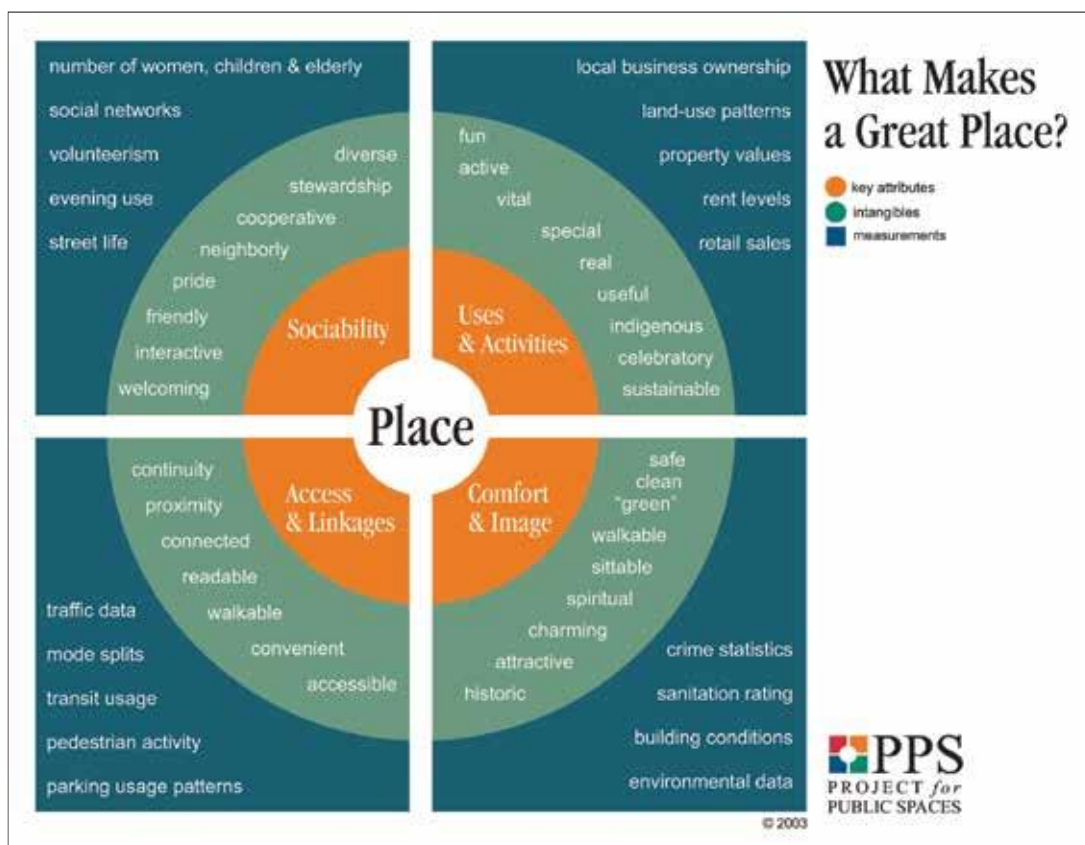 What Makes
a Great Place?
key attributes
intangibles
measurements
number of women, children & elderly
social networks
volunteerism
evening use
street life
diverse
stewardship
cooperative
neighborly
pride
friendly
interactive
welcoming
Sociability
local business ownership
land-use patterns
property values
rent levels
retail sales
fun
active
vital
special
real
useful
indigenous
celebratory
sustainable
Uses
& Activities
Place
continuity
proximity
connected
readable
walkable
convenient
accessible
Access
& Linkages
traffic data
mode splits
transit usage
pedestrian activity
parking usage patterns
Comfort
& Image
safe
clean
"green"
walkable
sittable
spiritual
charming
attractive
historic
crime statistics
sanitation rating
building conditions
environmental data
© 2003
PPS
PROJECT for
PUBLIC SPACES